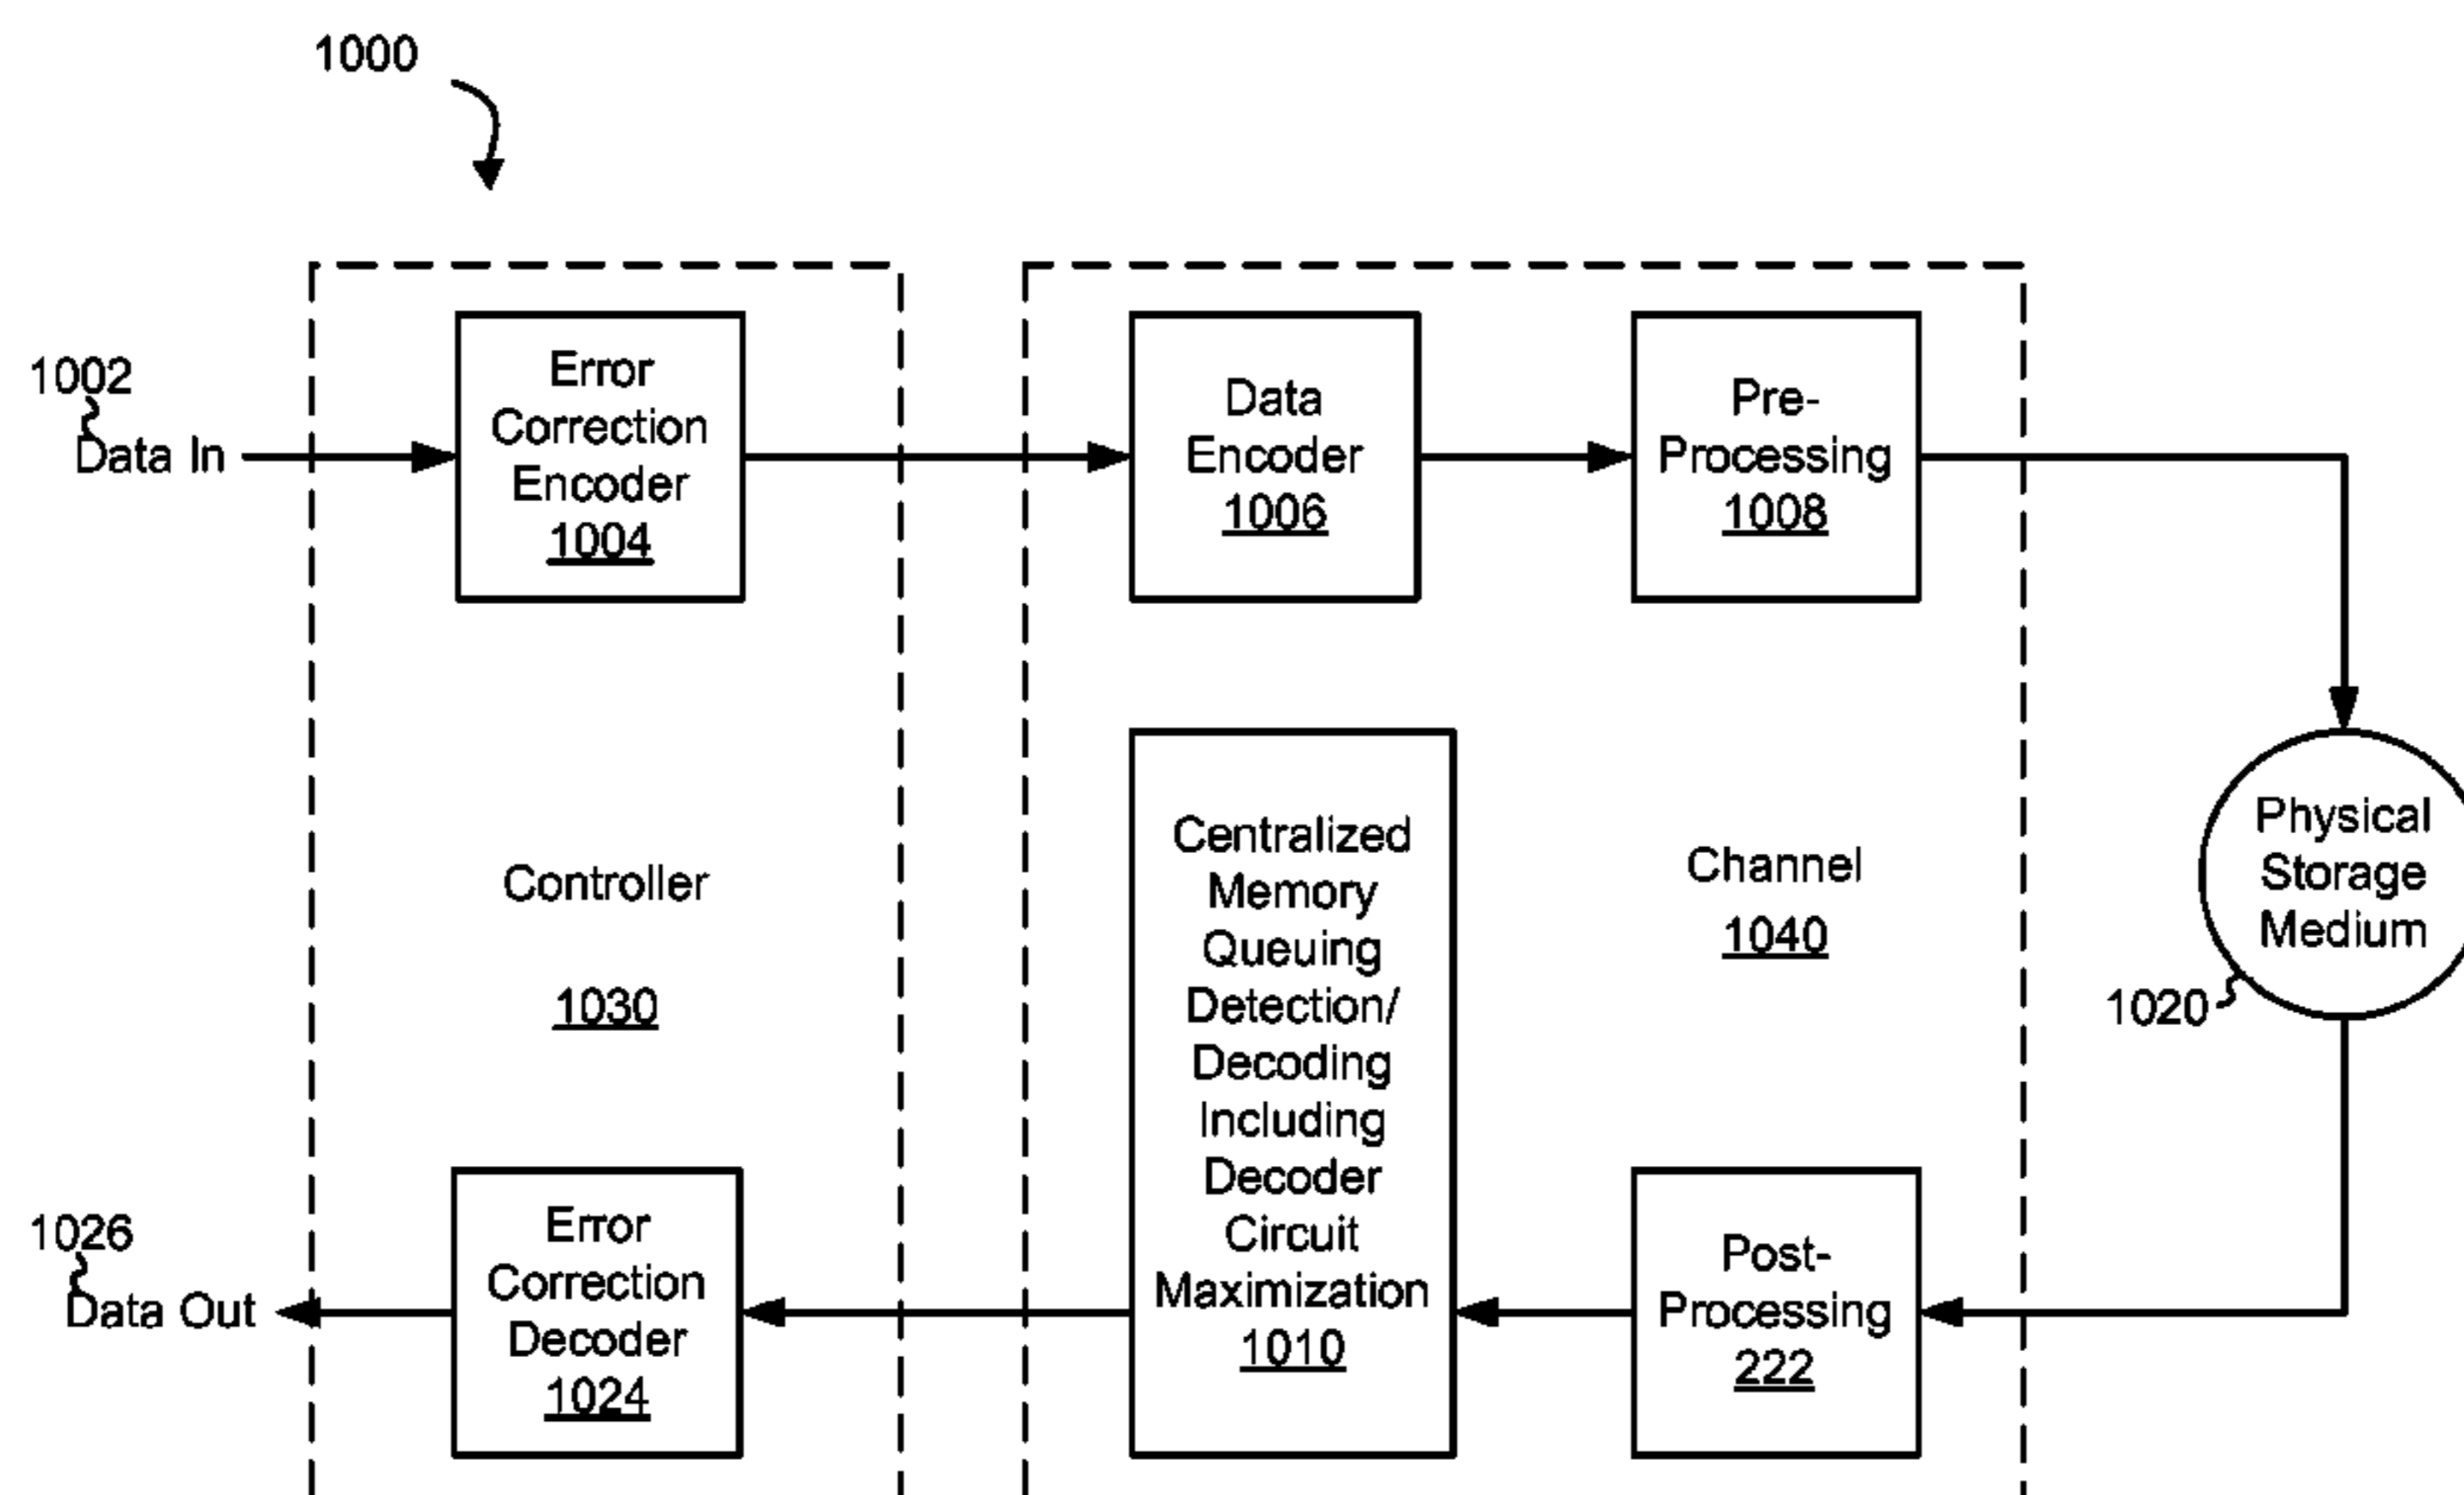 1000
1002
Data In
Error
Correction
Encoder
1004
Data
Encoder
1006
Pre-
Processing
1008
Physical
Storage
Medium
1020
Controller
1030
Channel
1040
Centralized
Memory
Queuing
Detection/
Decoding
Including
Decoder
Circuit
Maximization
1010
Post-
Processing
222
Error
Correction
Decoder
1024
1026
Data Out